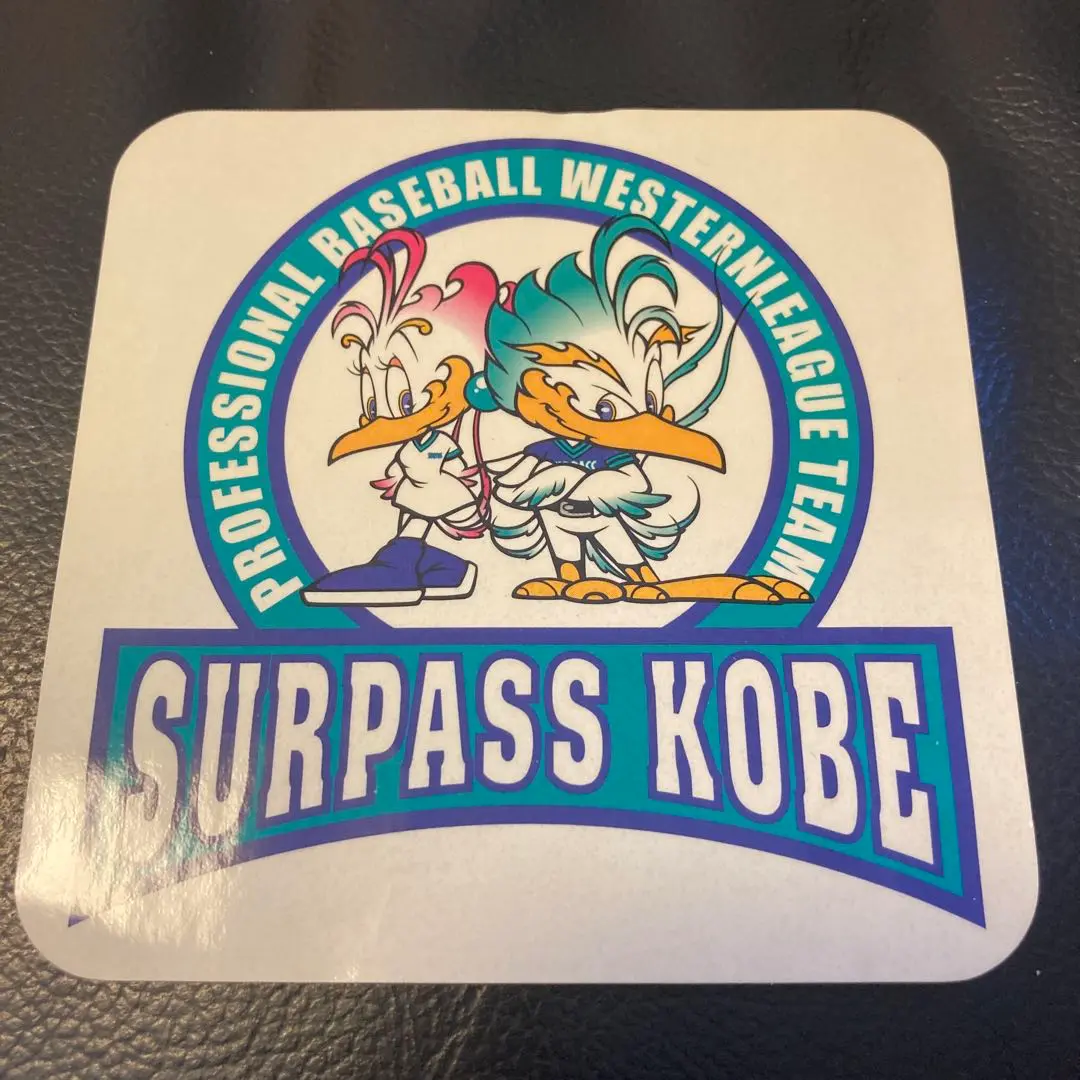 PROFESSIONAL BASEBALL WESTERNLEAGUE TEAM
SURPASS KOBE